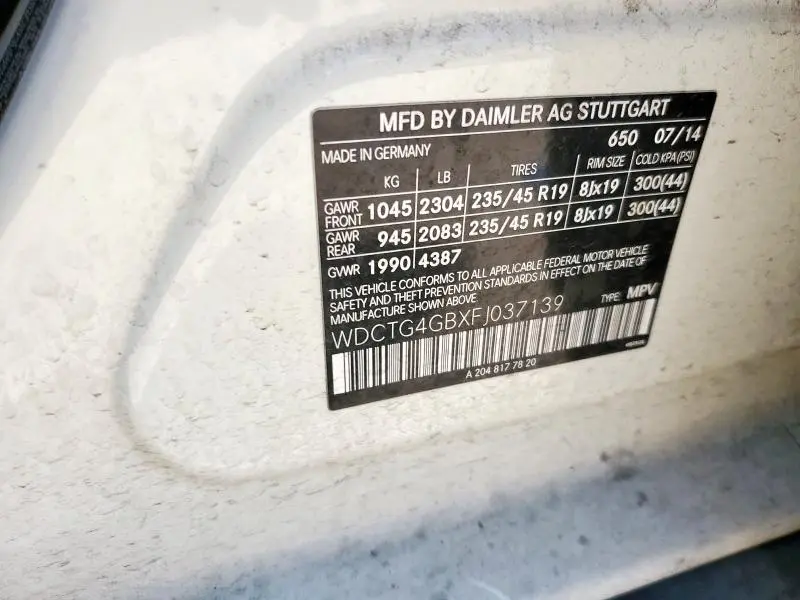 MFD BY DAIMLER AG STUTTGART
650 07/14
MADE IN GERMANY
KG LB TIRES RIM SIZE COLD KPA (PSI)
GAWR FRONT 1045 2304 235/45 R19 8Jx19 300(44)
GAWR REAR 945 2083 235/45 R19 8Jx19 300(44)
GVWR 1990 4387
THIS VEHICLE CONFORMS TO ALL APPLICABLE FEDERAL MOTOR VEHICLE
SAFETY AND THEFT PREVENTION STANDARDS IN EFFECT ON THE DATE OF
MANUFACTURE SHOWN ABOVE.
WDCTG4GBXFJ037139 TYPE: MPV
A 204 817 78 20